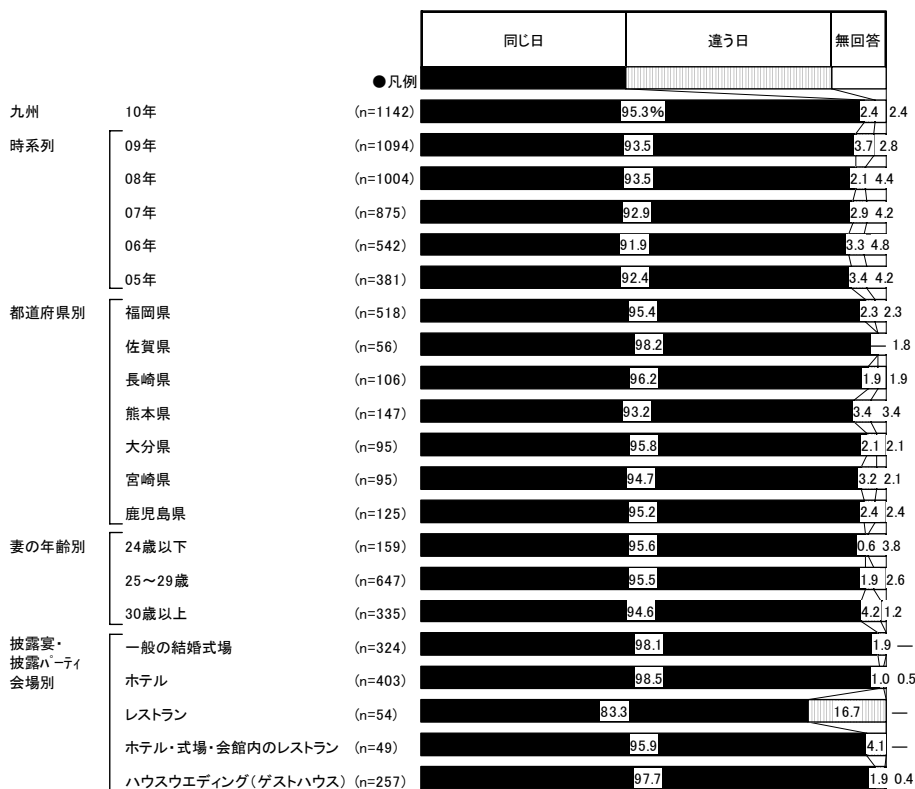 同じ日 違う日 無回答
●凡例
九州 10年 (n=1142) 95.3% 2.4 2.4
時系列 09年 (n=1094) 93.5 3.7 2.8
08年 (n=1004) 93.5 2.1 4.4
07年 (n=875) 92.9 2.9 4.2
06年 (n=542) 91.9 3.3 4.8
05年 (n=381) 92.4 3.4 4.2
都道府県別 福岡県 (n=518) 95.4 2.3 2.3
佐賀県 (n=56) 98.2 — 1.8
長崎県 (n=106) 96.2 1.9 1.9
熊本県 (n=147) 93.2 3.4 3.4
大分県 (n=95) 95.8 2.1 2.1
宮崎県 (n=95) 94.7 3.2 2.1
鹿児島県 (n=125) 95.2 2.4 2.4
妻の年齢別 24歳以下 (n=159) 95.6 0.6 3.8
25～29歳 (n=647) 95.5 1.9 2.6
30歳以上 (n=335) 94.6 4.2 1.2
披露宴・
披露パーティ
会場別
一般の結婚式場 (n=324) 98.1 1.9 —
ホテル (n=403) 98.5 1.0 0.5
レストラン (n=54) 83.3 16.7 —
ホテル・式場・会館内のレストラン (n=49) 95.9 4.1 —
ハウスウエディング(ゲストハウス) (n=257) 97.7 1.9 0.4